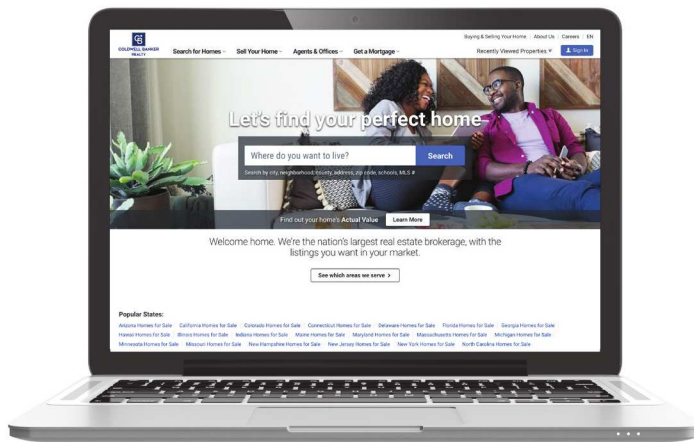 Buying & Selling Your Home | About Us | Careers | EN
CB
COLDWELL BANKER
REALTY
Search for Homes
Sell Your Home
Agents & Offices
Get a Mortgage
Recently Viewed Properties
Sign In
Let's find your perfect home
Where do you want to live?
Search
Search by city, neighborhood, county, address, zip code, schools, MLS #
Find out your home's Actual Value
Learn More
Welcome home. We're the nation's largest real estate brokerage, with the
listings you want in your market.
See which areas we serve >
Popular States:
Arizona Homes for Sale California Homes for Sale Colorado Homes for Sale Connecticut Homes for Sale Delaware Homes for Sale Florida Homes for Sale Georgia Homes for Sale
Hawaii Homes for Sale Illinois Homes for Sale Indiana Homes for Sale Maine Homes for Sale Maryland Homes for Sale Massachusetts Homes for Sale Michigan Homes for Sale
Minnesota Homes for Sale Missouri Homes for Sale New Hampshire Homes for Sale New Jersey Homes for Sale New York Homes for Sale North Carolina Homes for Sale